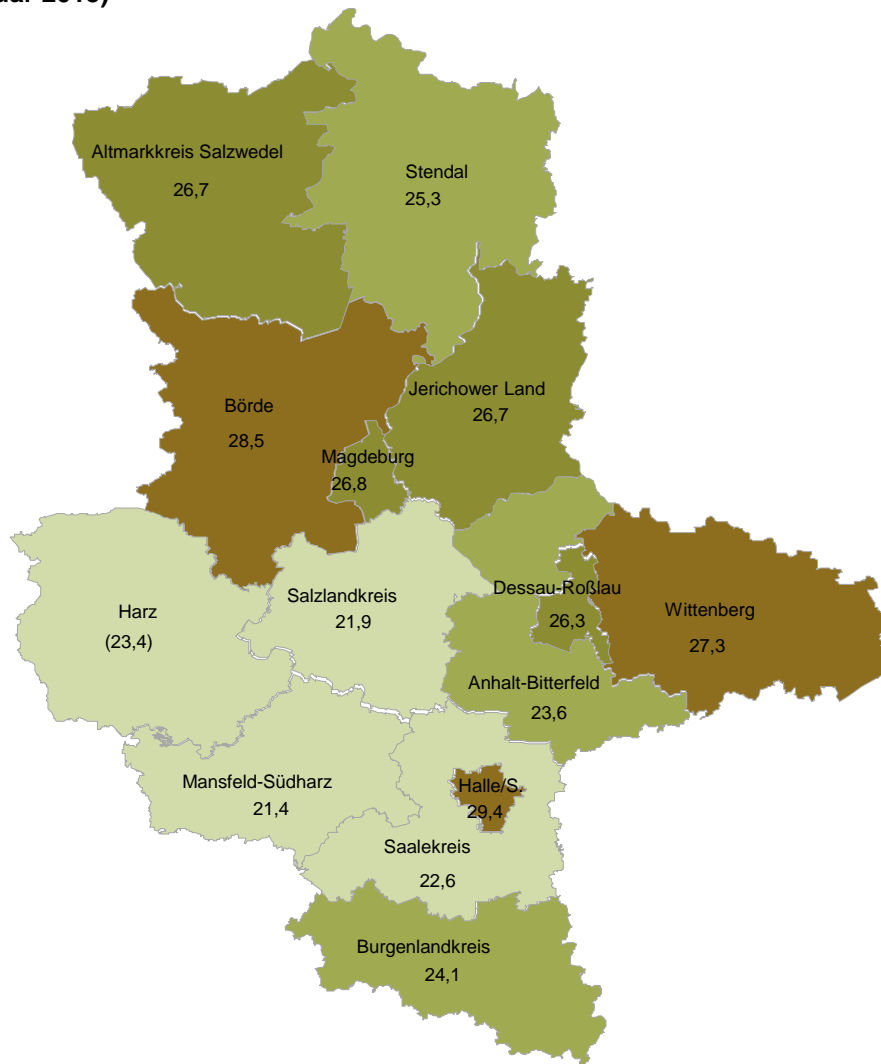 Altmarkkreis Salzwedel
26,7
Stendal
25,3
Jerichower Land
26,7
Börde
28,5
Magdeburg
26,8
Dessau-Roßlau
26,3
Wittenberg
27,3
Salzlandkreis
21,9
Harz
(23,4)
Anhalt-Bitterfeld
23,6
Mansfeld-Südharz
21,4
Halle/S.
29,4
Saalekreis
22,6
Burgenlandkreis
24,1